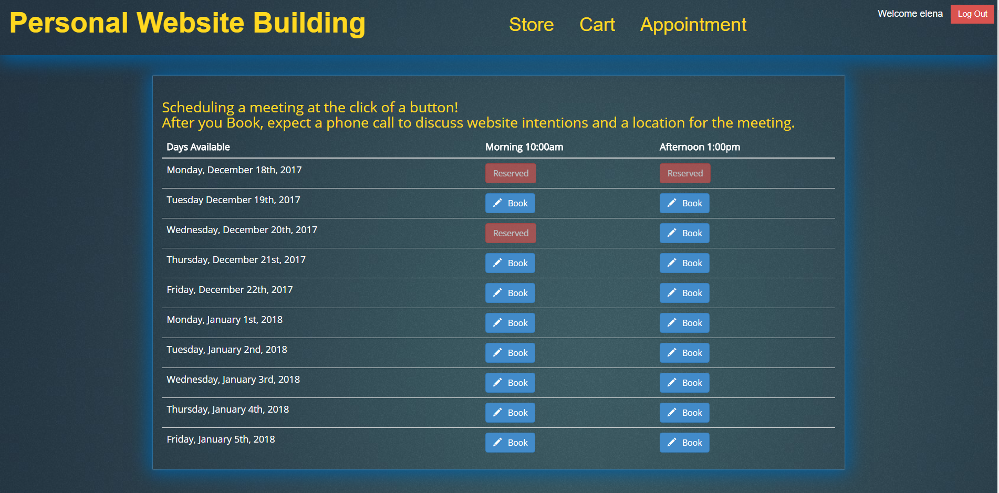 Personal Website Building Store Cart Appointment Welcome elena Log Out
Scheduling a meeting at the click of a button!
After you Book, expect a phone call to discuss website intentions and a location for the meeting.
Days Available Morning 10:00am Afternoon 1:00pm
Monday, December 18th, 2017 Reserved Reserved
Tuesday December 19th, 2017 Book Book
Wednesday, December 20th, 2017 Reserved Book
Thursday, December 21st, 2017 Book Book
Friday, December 22th, 2017 Book Book
Monday, January 1st, 2018 Book Book
Tuesday, January 2nd, 2018 Book Book
Wednesday, January 3rd, 2018 Book Book
Thursday, January 4th, 2018 Book Book
Friday, January 5th, 2018 Book Book